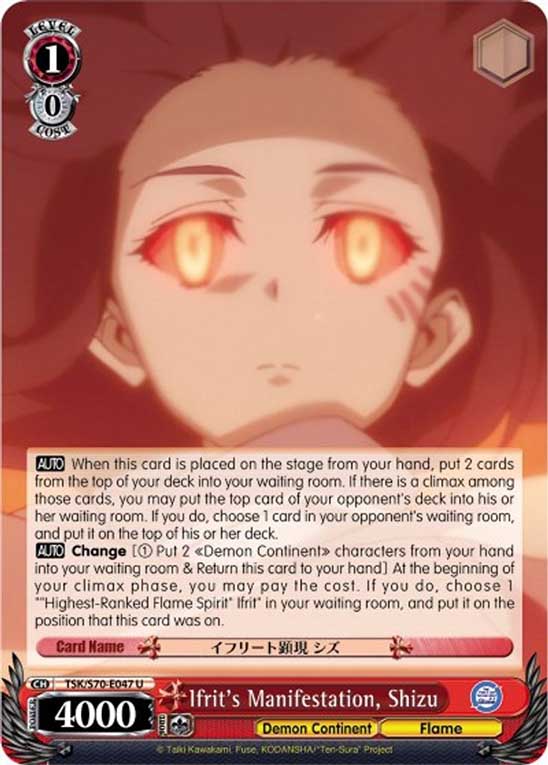 LEVEL
1
0
COST
AUTO When this card is placed on the stage from your hand, put 2 cards
from the top of your deck into your waiting room. If there is a climax among
those cards, you may put the top card of your opponent's deck into his or
her waiting room. If you do, choose 1 card in your opponent's waiting room,
and put it on the top of his or her deck.
AUTO Change [① Put 2 «Demon Continent» characters from your hand
into your waiting room & Return this card to your hand] At the beginning of
your climax phase, you may pay the cost. If you do, choose 1
""Highest-Ranked Flame Spirit" Ifrit" in your waiting room, and put it on the
position that this card was on.
Card Name イフリート顕現 シズ
CH TSK/S70-E047 U
Ifrit's Manifestation, Shizu
POWER 4000 SOUL
Demon Continent Flame
© Taiki Kawakami, Fuse, KODANSHA/"Ten-Sura" Project